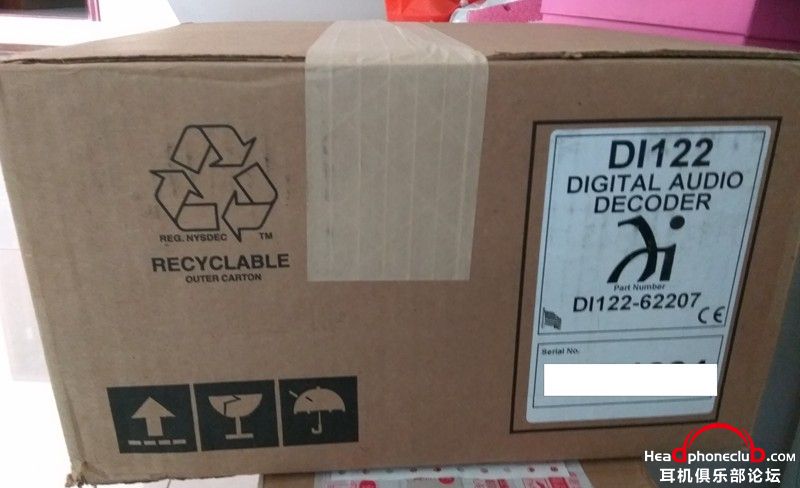 REG. NYSDEC TM
RECYCLABLE
OUTER CARTON
DI122
DIGITAL AUDIO
DECODER
Part Number
DI122-62207
CE
Serial No.
Headphoneclub.com
耳机俱乐部论坛